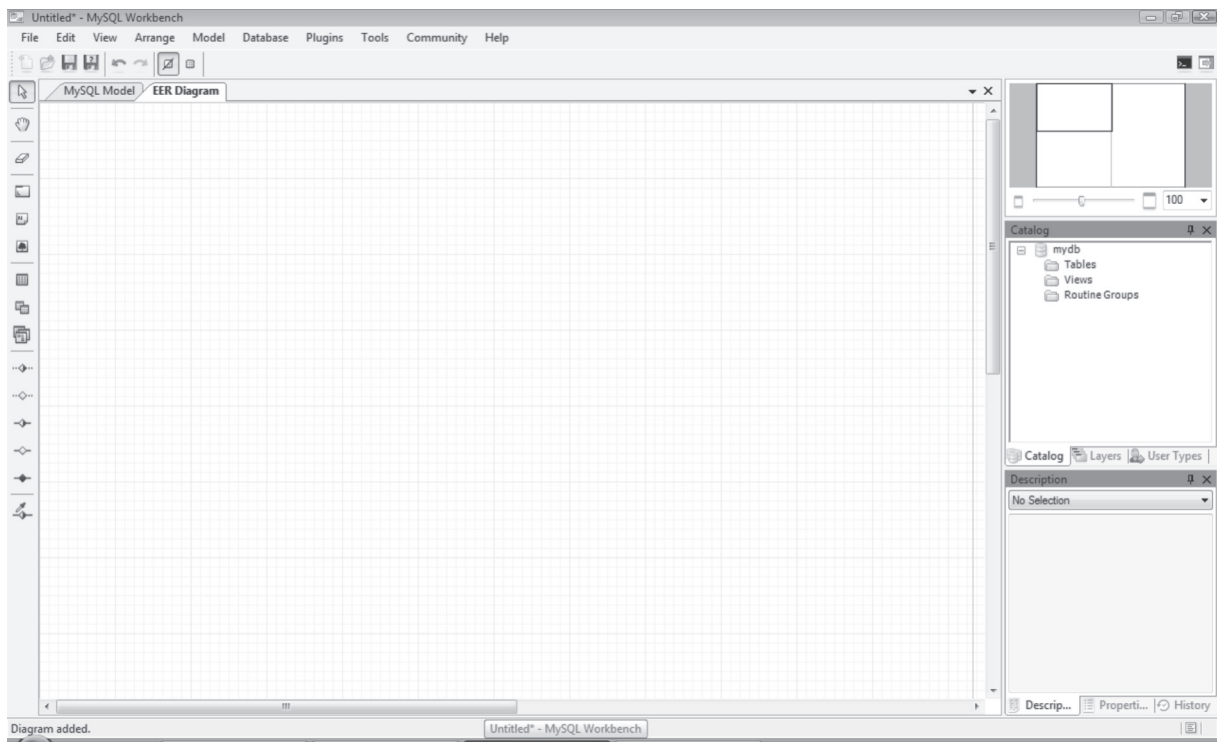 Untitled* - MySQL Workbench
File Edit View Arrange Model Database Plugins Tools Community Help
MySQL Model EER Diagram
100
Catalog
mydb
Tables
Views
Routine Groups
Catalog Layers User Types
Description
No Selection
Descrip... Properti... History
Diagram added.
Untitled* - MySQL Workbench